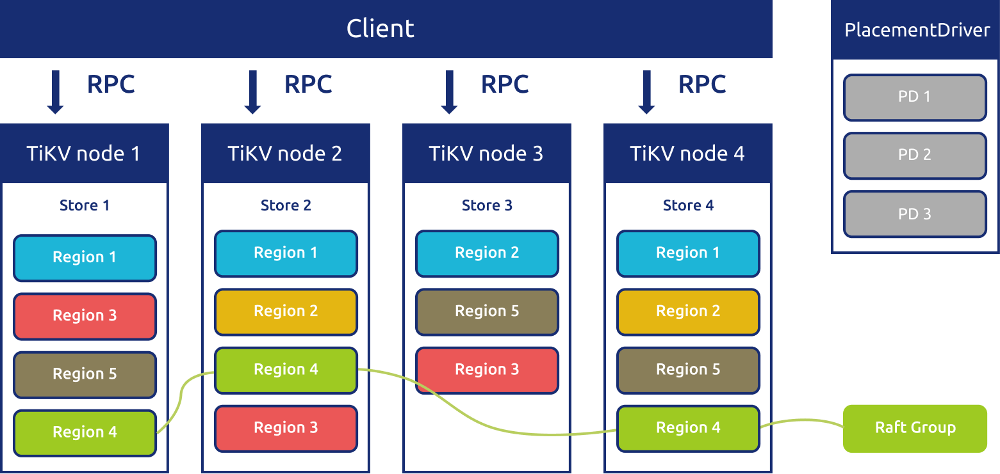 Client
PlacementDriver
RPC
RPC
RPC
RPC
PD 1
PD 2
PD 3
TiKV node 1
Store 1
Region 1
Region 3
Region 5
Region 4
TiKV node 2
Store 2
Region 1
Region 2
Region 4
Region 3
TiKV node 3
Store 3
Region 2
Region 5
Region 3
TiKV node 4
Store 4
Region 1
Region 2
Region 5
Region 4
Raft Group